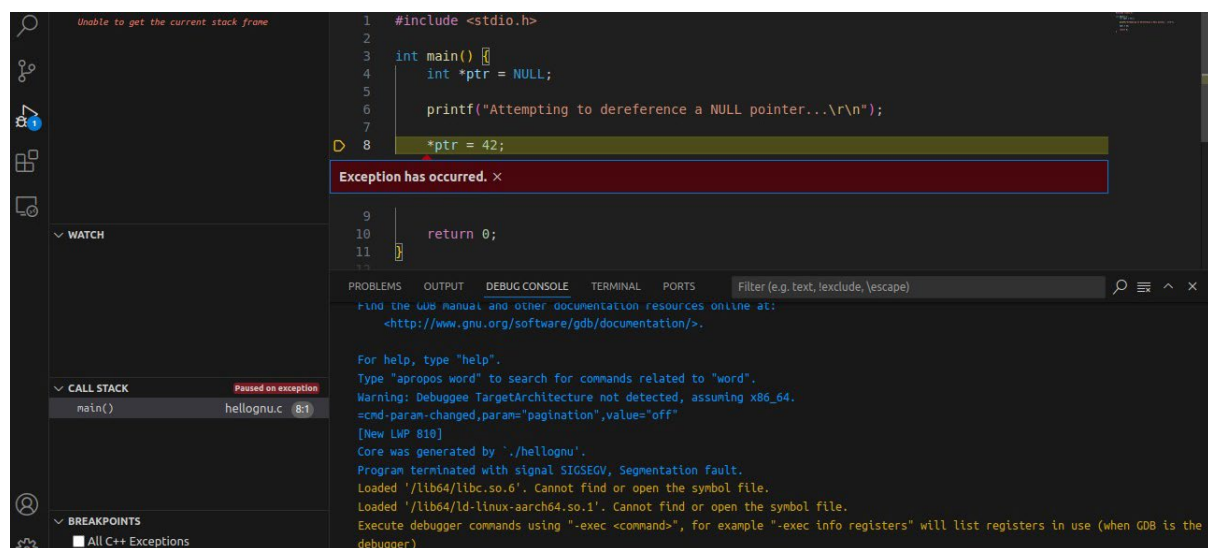 Unable to get the current stack frame
1 #include <stdio.h>
2
3 int main() {
4 int *ptr = NULL;
5
6 printf("Attempting to dereference a NULL pointer...\r\n");
7
8 *ptr = 42;
Exception has occurred. ×
9
10 return 0;
11 }
12
1
WATCH
CALL STACK Paused on exception
main() hellognu.c 8:1
BREAKPOINTS
All C++ Exceptions
PROBLEMS OUTPUT DEBUG CONSOLE TERMINAL PORTS Filter (e.g. text, !exclude, \escape)
Find the GDB manual and other documentation resources online at:
<http://www.gnu.org/software/gdb/documentation/>.
For help, type "help".
Type "apropos word" to search for commands related to "word".
Warning: Debuggee TargetArchitecture not detected, assuming x86_64.
=cmd-param-changed,param="pagination",value="off"
[New LWP 810]
Core was generated by `./hellognu'.
Program terminated with signal SIGSEGV, Segmentation fault.
Loaded '/lib64/libc.so.6'. Cannot find or open the symbol file.
Loaded '/lib64/ld-linux-aarch64.so.1'. Cannot find or open the symbol file.
Execute debugger commands using "-exec <command>", for example "-exec info registers" will list registers in use (when GDB is the
debugger)